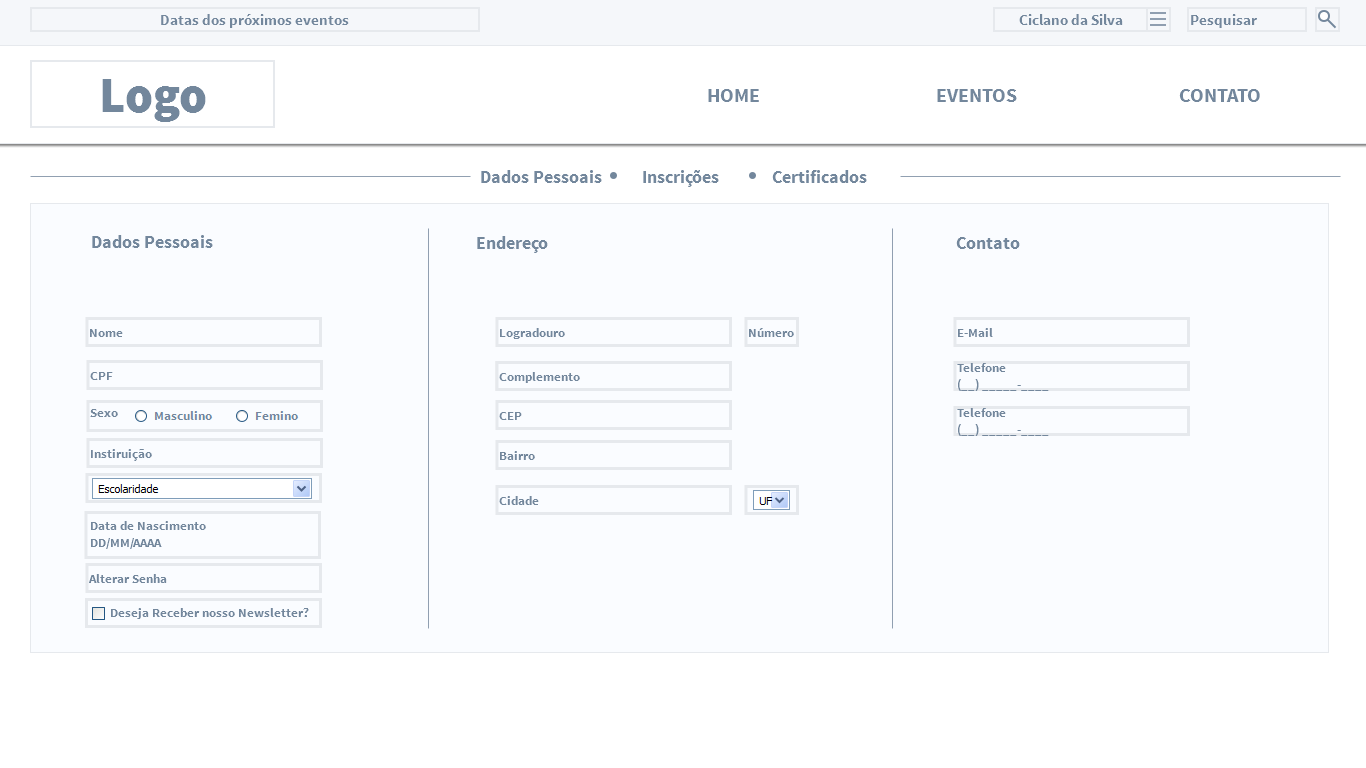 Datas dos próximos eventos
Ciclano da Silva
Pesquisar
Logo
HOME
EVENTOS
CONTATO
Dados Pessoais • Inscrições • Certificados
Dados Pessoais
Nome
CPF
Sexo Masculino Femino
Instiruição
Escolaridade
Data de Nascimento
DD/MM/AAAA
Alterar Senha
Deseja Receber nosso Newsletter?
Endereço
Logradouro
Número
Complemento
CEP
Bairro
Cidade
UF
Contato
E-Mail
Telefone
(__) _____-____
Telefone
(__) _____-____